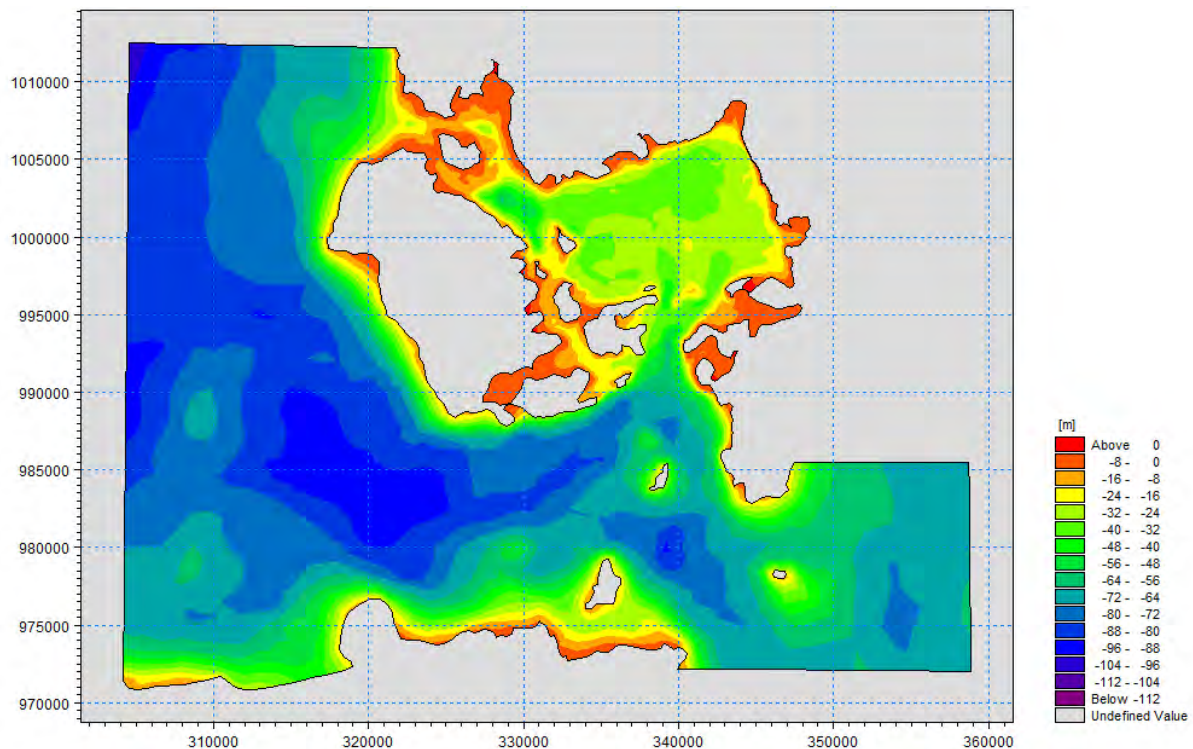 1010000
1005000
1000000
995000
990000
985000
980000
975000
970000
310000 320000 330000 340000 350000 360000
[m]
Above 0
-8 - 0
-16 - -8
-24 - -16
-32 - -24
-40 - -32
-48 - -40
-56 - -48
-64 - -56
-72 - -64
-80 - -72
-88 - -80
-96 - -88
-104 - -96
-112 - -104
Below -112
Undefined Value